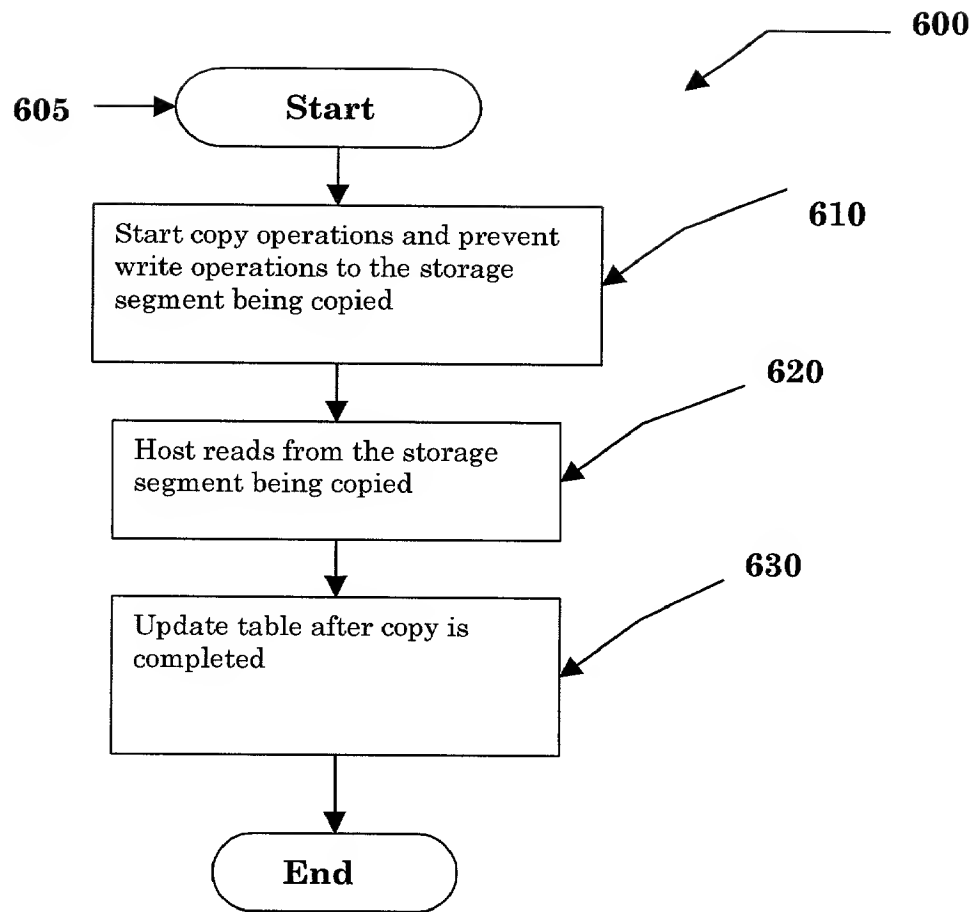 600
605
Start
610
Start copy operations and prevent
write operations to the storage
segment being copied
620
Host reads from the storage
segment being copied
630
Update table after copy is
completed
End